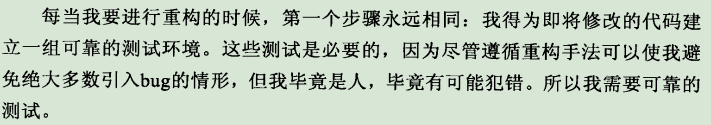 每当我要进行重构的时候，第一个步骤永远相同：我得为即将修改的代码建
立一组可靠的测试环境。这些测试是必要的，因为尽管遵循重构手法可以使我避
免绝大多数引入bug的情形，但我毕竟是人，毕竟有可能犯错。所以我需要可靠的
测试。